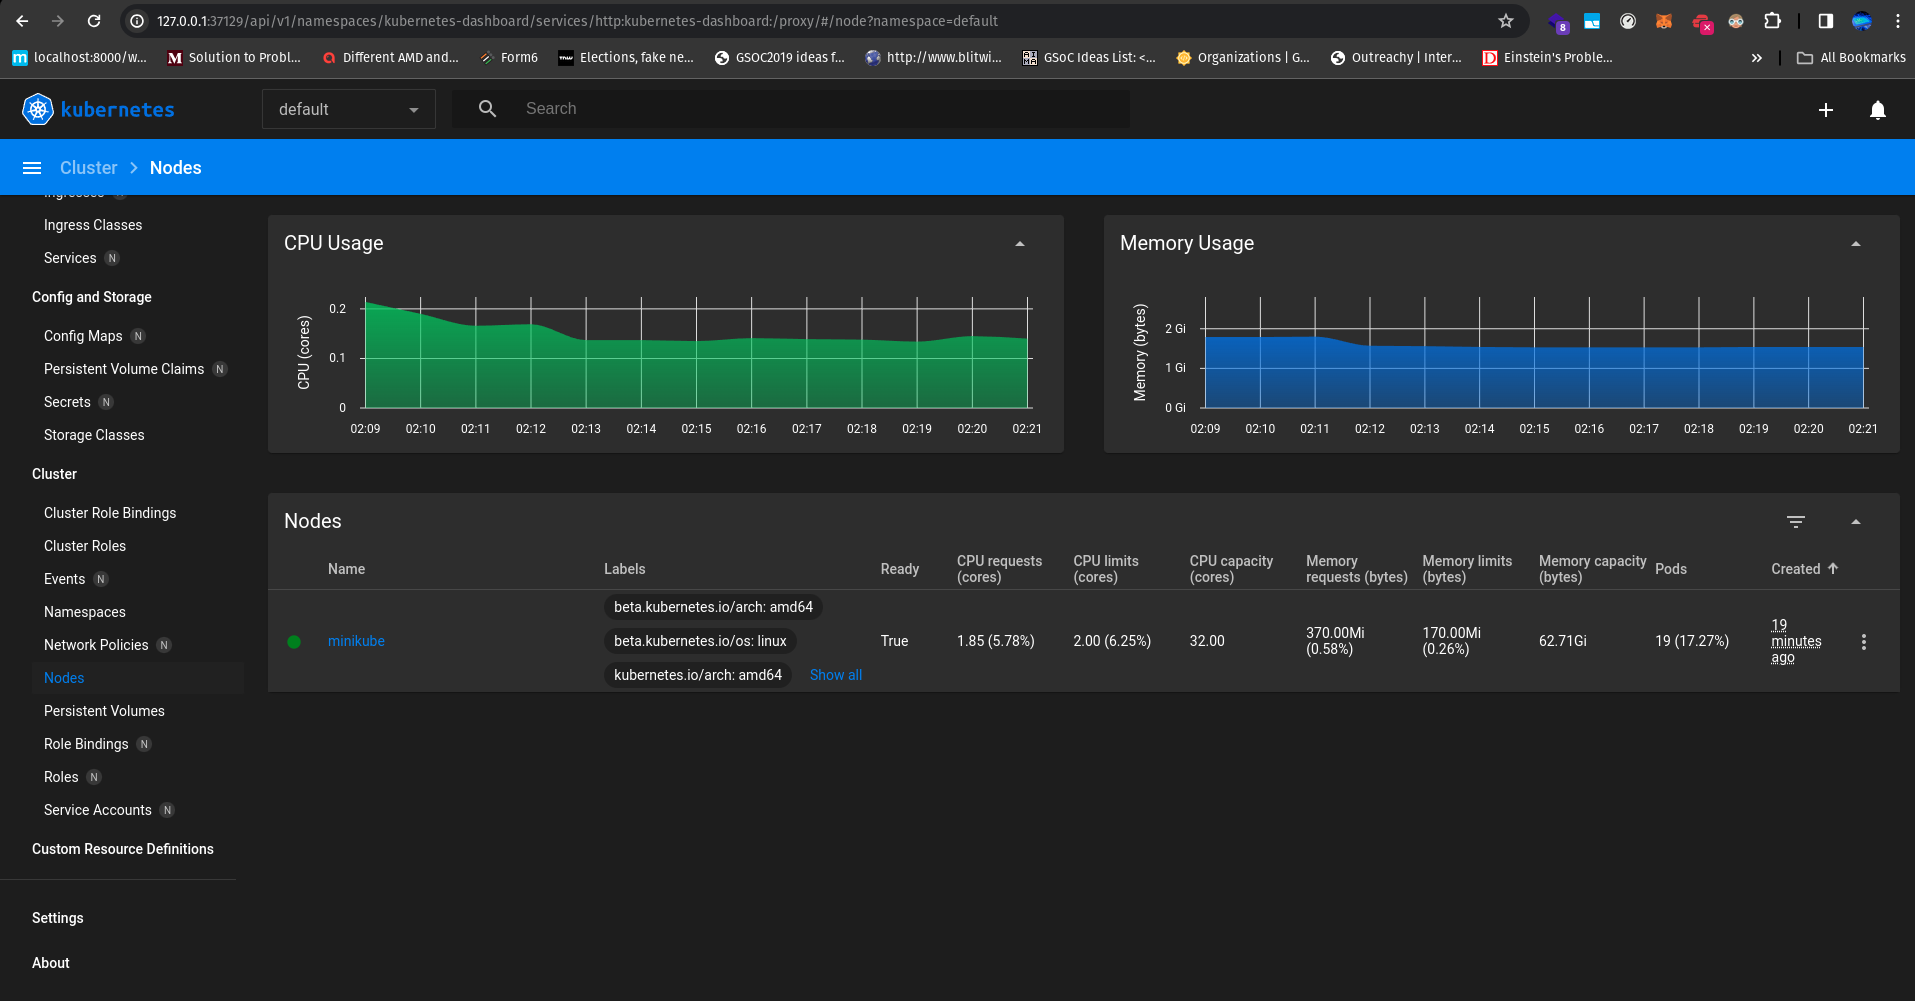 127.0.0.1:37129/api/v1/namespaces/kubernetes-dashboard/services/http:kubernetes-dashboard:/proxy/#/node?namespace=default
8
localhost:8000/w... Solution to Probl... Different AMD and... Form6 Elections, fake ne... GSOC2019 ideas f... http://www.blitwi... GSoC Ideas List: <... Organizations | G... Outreachy | Inter... Einstein's Proble... All Bookmarks
kubernetes
default
Search
Cluster > Nodes
Ingresses N
Ingress Classes
Services N
Config and Storage
Config Maps N
Persistent Volume Claims N
Secrets N
Storage Classes
Cluster
Cluster Role Bindings
Cluster Roles
Events N
Namespaces
Network Policies N
Nodes
Persistent Volumes
Role Bindings N
Roles N
Service Accounts N
Custom Resource Definitions
Settings
About
CPU Usage
CPU (cores)
0.2
0.1
0
02:09 02:10 02:11 02:12 02:13 02:14 02:15 02:16 02:17 02:18 02:19 02:20 02:21
Memory Usage
Memory (bytes)
2 Gi
1 Gi
0 Gi
02:09 02:10 02:11 02:12 02:13 02:14 02:15 02:16 02:17 02:18 02:19 02:20 02:21
Nodes
Name Labels Ready CPU requests (cores) CPU limits (cores) CPU capacity (cores) Memory requests (bytes) Memory limits (bytes) Memory capacity (bytes) Pods Created
minikube
beta.kubernetes.io/arch: amd64
beta.kubernetes.io/os: linux
kubernetes.io/arch: amd64 Show all
True 1.85 (5.78%) 2.00 (6.25%) 32.00 370.00Mi (0.58%) 170.00Mi (0.26%) 62.71Gi 19 (17.27%) 19 minutes ago